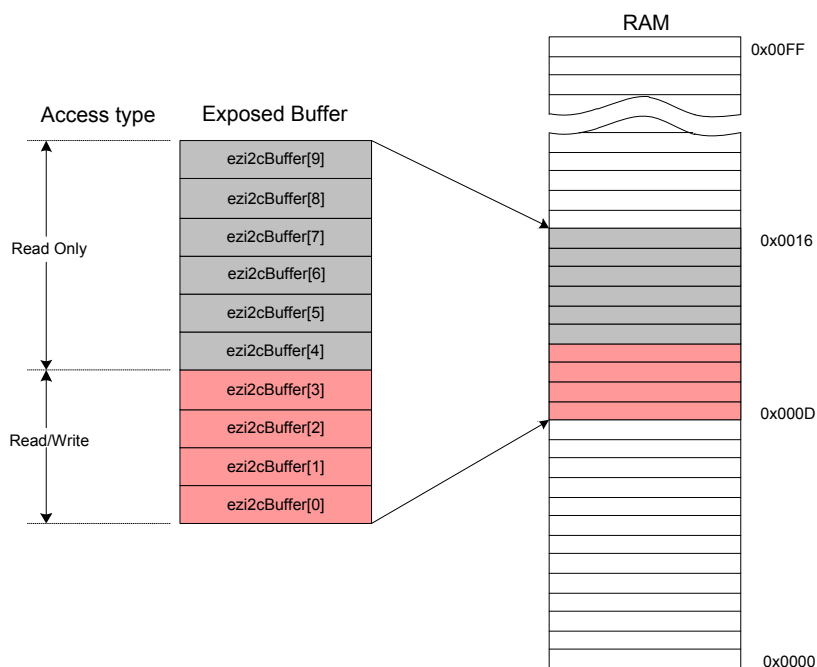 RAM
0x00FF
Access type
Exposed Buffer
ezi2cBuffer[9]
ezi2cBuffer[8]
ezi2cBuffer[7]
ezi2cBuffer[6]
ezi2cBuffer[5]
ezi2cBuffer[4]
ezi2cBuffer[3]
ezi2cBuffer[2]
ezi2cBuffer[1]
ezi2cBuffer[0]
Read Only
Read/Write
0x0016
0x000D
0x0000